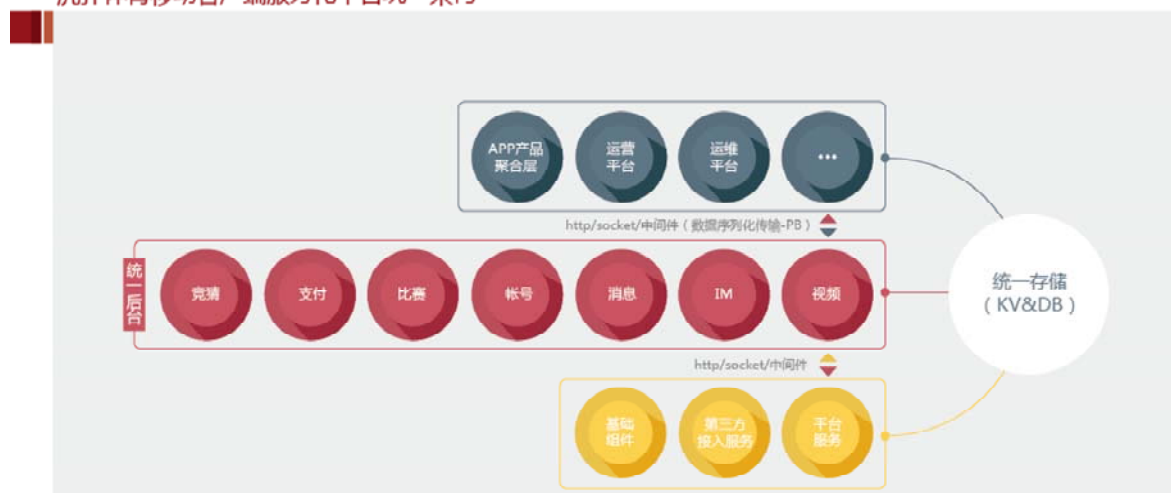 APP产品
聚合层
运营
平台
运维
平台
...
http/socket/中间件（数据序列化传输-PB）
统一后台
竞猜
支付
比赛
帐号
消息
IM
视频
统一存储
（KV&DB）
http/socket/中间件
基础
组件
第三方
接入服务
平台
服务